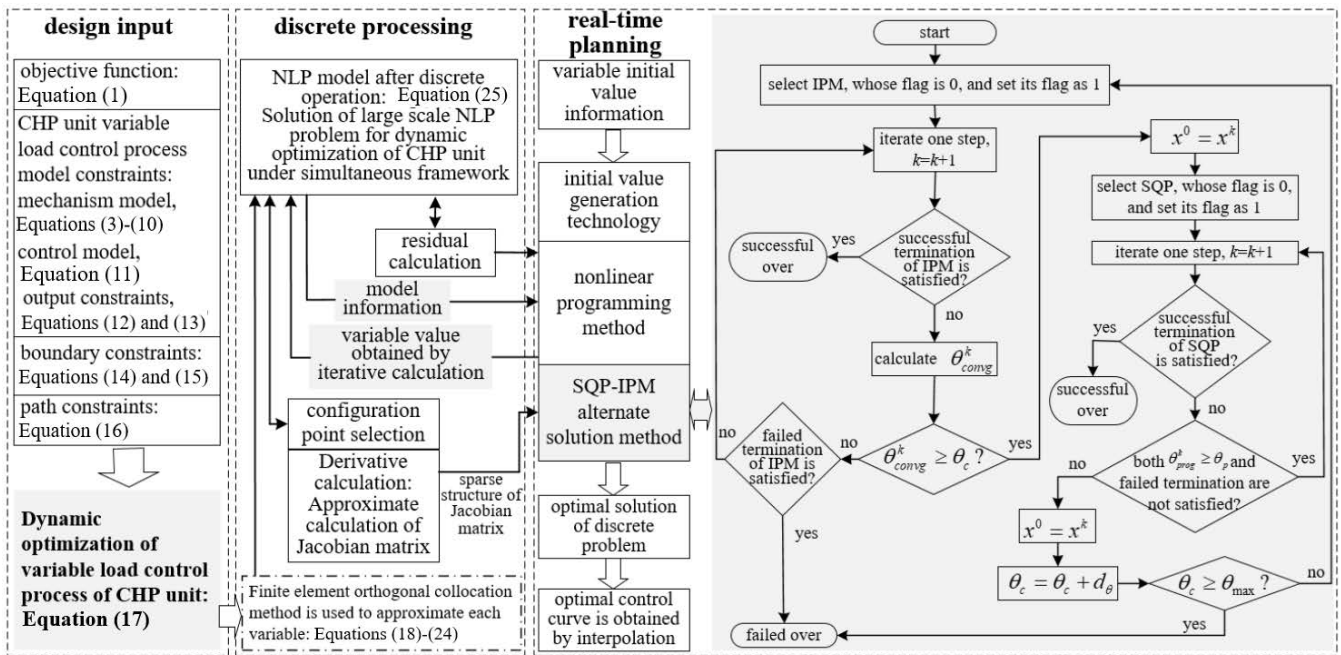 design input
objective function:
Equation (1)
CHP unit variable
load control process
model constraints:
mechanism model,
Equations (3)-(10)
control model,
Equation (11)
output constraints,
Equations (12) and (13)
boundary constraints:
Equations (14) and (15)
path constraints:
Equation (16)
Dynamic
optimization of
variable load control
process of CHP unit:
Equation (17)
discrete processing
NLP model after discrete
operation: Equation (25)
Solution of large scale NLP
problem for dynamic
optimization of CHP unit
under simultaneous framework
residual
calculation
model
information
variable value
obtained by
iterative calculation
configuration
point selection
Derivative
calculation:
Approximate
calculation of
Jacobian matrix
sparse
structure of
Jacobian
matrix
Finite element orthogonal collocation
method is used to approximate each
variable: Equations (18)-(24)
real-time
planning
variable initial
value
information
initial value
generation
technology
nonlinear
programming
method
SQP-IPM
alternate
solution method
optimal solution
of discrete
problem
optimal control
curve is obtained
by interpolation
start
select IPM, whose flag is 0, and set its flag as 1
iterate one step,
k=k+1
successful
termination
of IPM is
satisfied?
yes
successful
over
no
calculate θ^k_convg
θ^k_convg ≥ θ_c ?
no
yes
failed
termination
of IPM is
satisfied?
no
yes
failed over
x^0 = x^k
select SQP, whose flag is 0,
and set its flag as 1
iterate one step, k=k+1
successful
termination
of SQP
is satisfied?
yes
successful
over
no
both θ^k_prog ≥ θ_p and
failed termination are
not satisfied?
yes
no
x^0 = x^k
θ_c = θ_c + d_θ
θ_c ≥ θ_max ?
no
yes